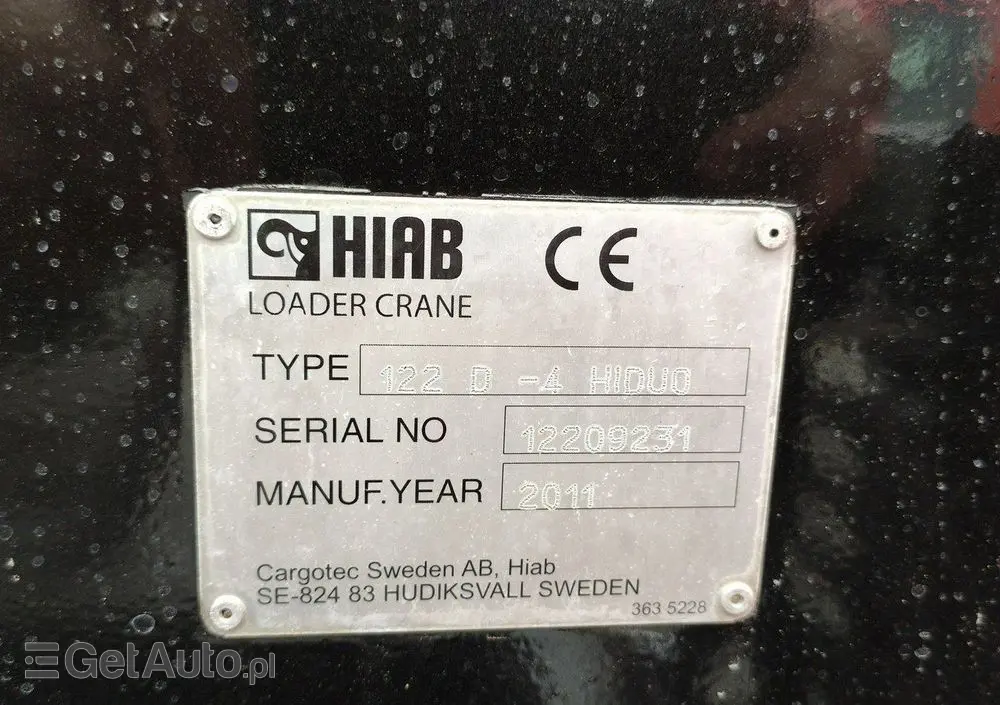 HIAB CE
LOADER CRANE
TYPE 122 D -4 HIDUO
SERIAL NO 12209231
MANUF.YEAR 2011
Cargotec Sweden AB, Hiab
SE-824 83 HUDIKSVALL SWEDEN
363 5228
GetAuto.pl